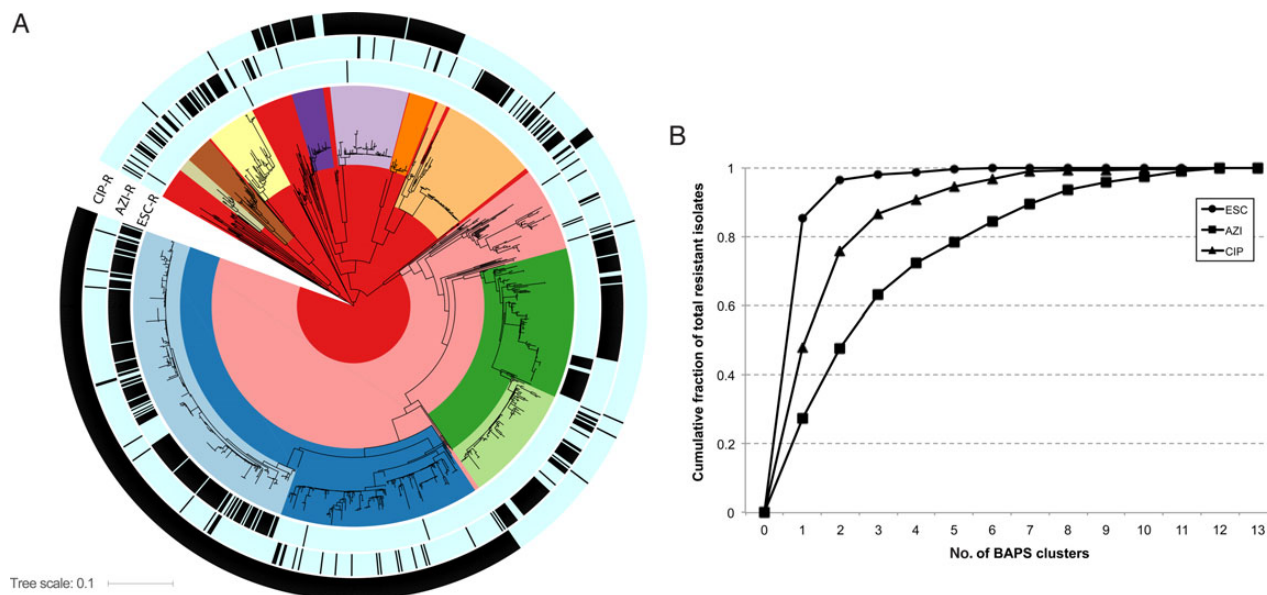 A
CIP-R
AZI-R
ESC-R
Tree scale: 0.1
B
Cumulative fraction of total resistant isolates
1
0.8
0.6
0.4
0.2
0
0 1 2 3 4 5 6 7 8 9 10 11 12 13
No. of BAPS clusters
ESC
AZI
CIP